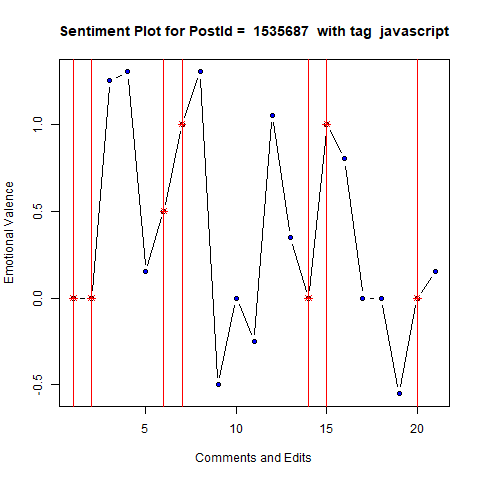 Sentiment Plot for PostId =  1535687  with tag  javascript
Emotional Valence
1.0
0.5
0.0
-0.5
5
10
15
20
Comments and Edits